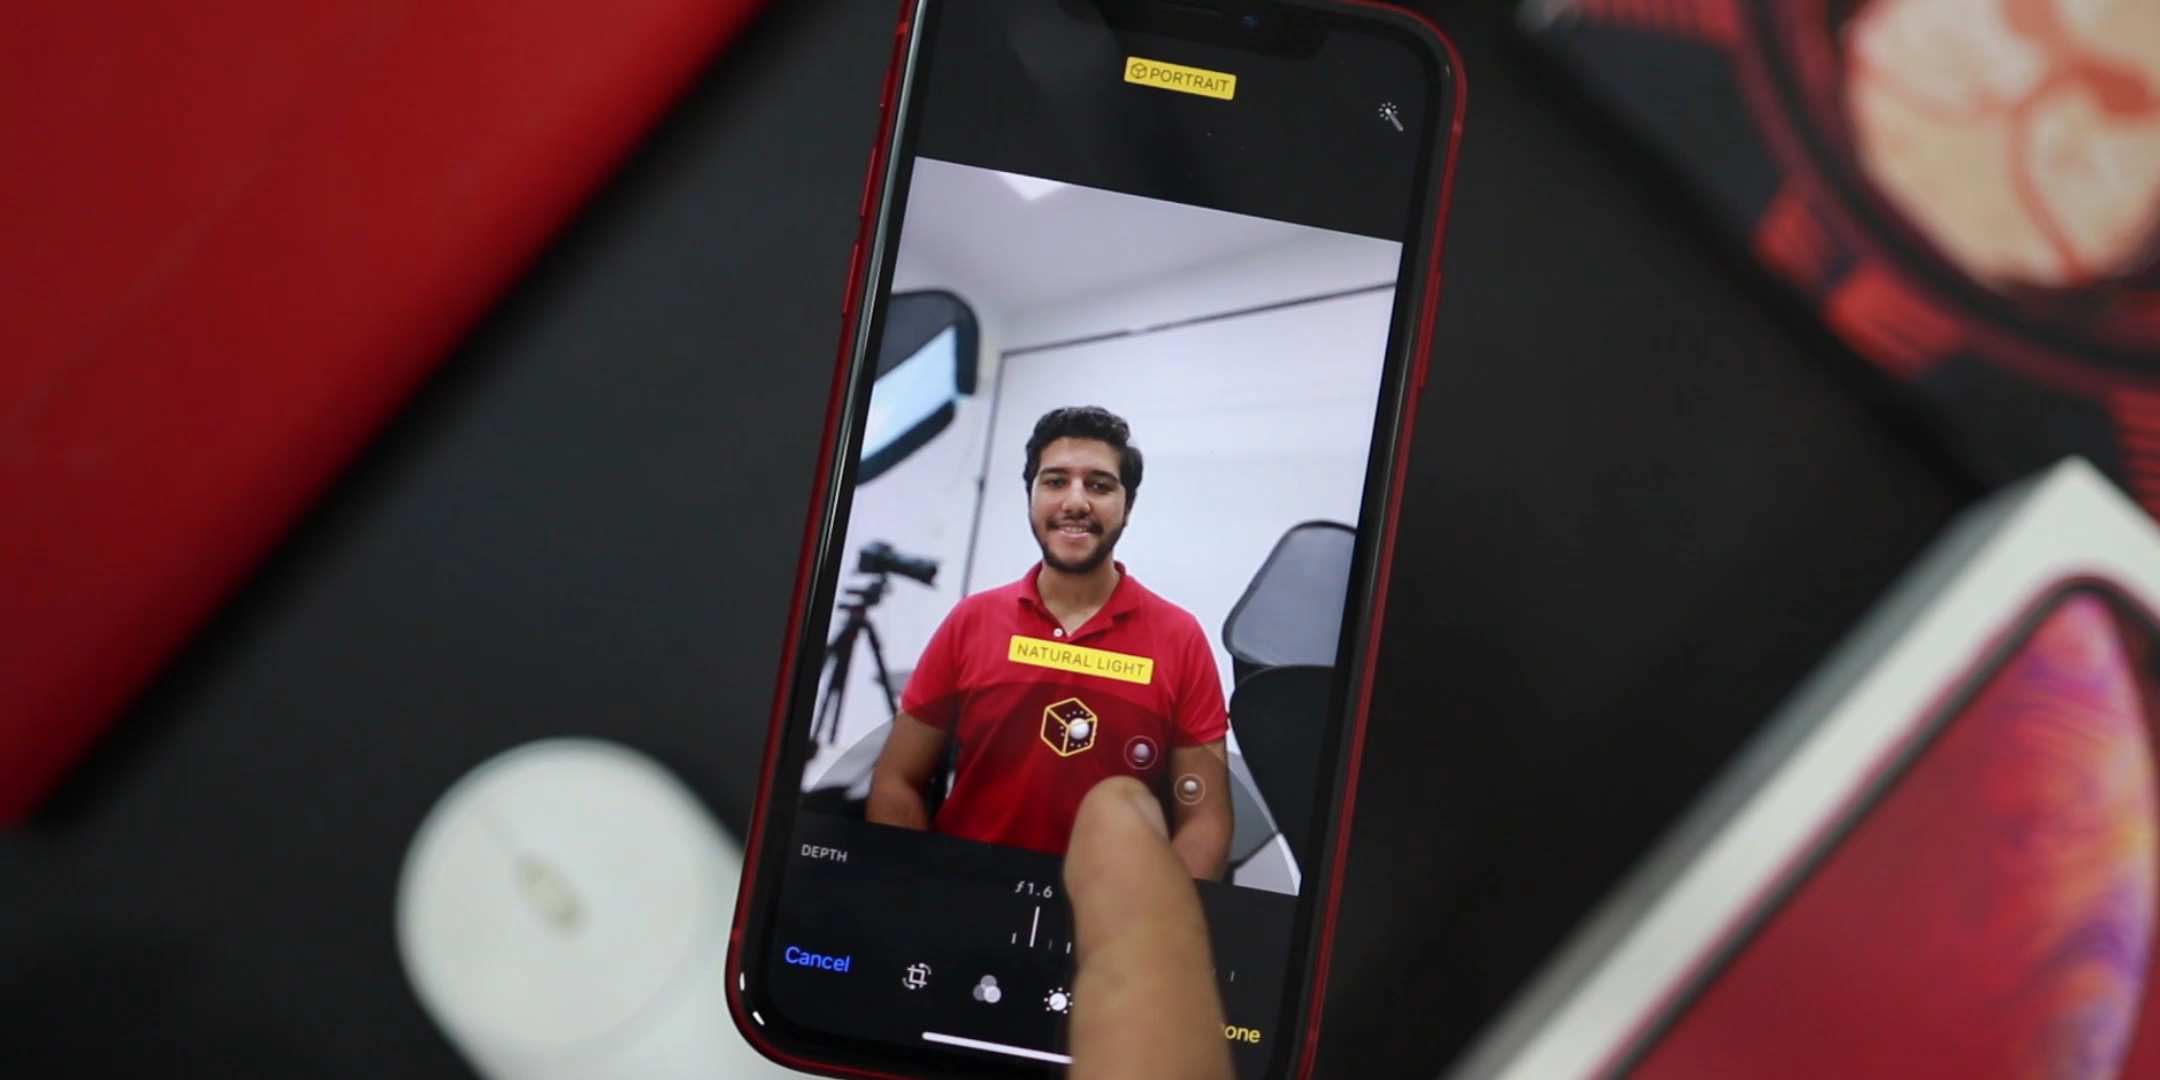 PORTRAIT
NATURAL LIGHT
DEPTH
ƒ1.6
Cancel
one